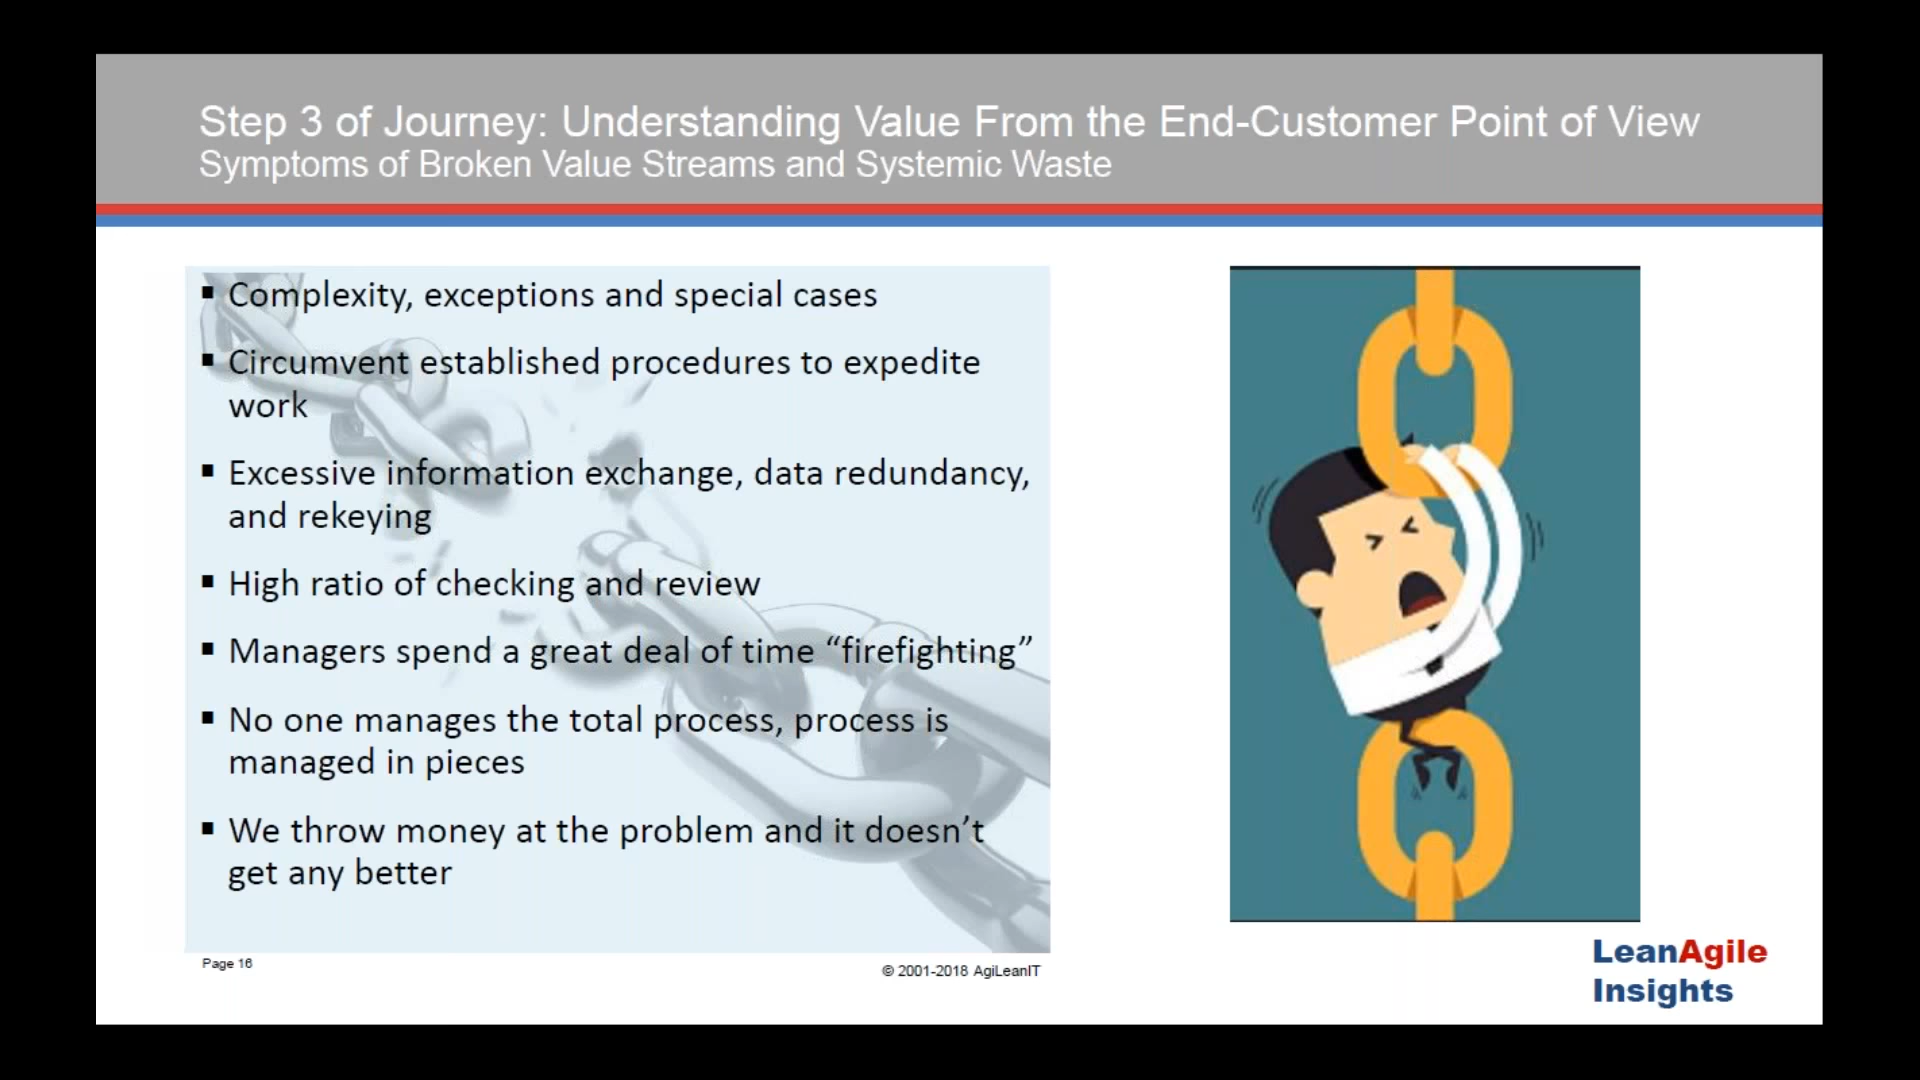 Step 3 of Journey: Understanding Value From the End-Customer Point of View
Symptoms of Broken Value Streams and Systemic Waste
▪ Complexity, exceptions and special cases
▪ Circumvent established procedures to expedite
work
▪ Excessive information exchange, data redundancy,
and rekeying
▪ High ratio of checking and review
▪ Managers spend a great deal of time “firefighting”
▪ No one manages the total process, process is
managed in pieces
▪ We throw money at the problem and it doesn’t
get any better
Page 16
© 2001-2018 AgiLeanIT
LeanAgile
Insights